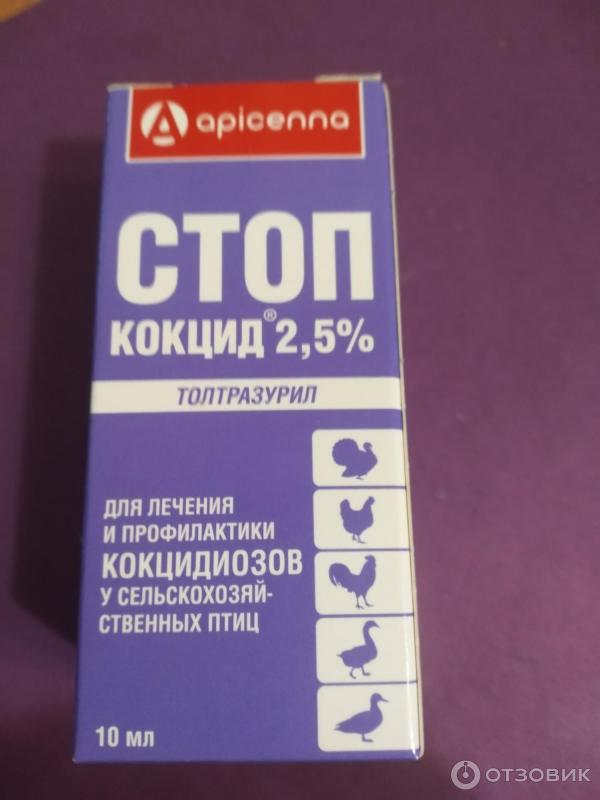 apicenna
СТОП
КОКЦИД® 2,5%
ТОЛТРАЗУРИЛ
ДЛЯ ЛЕЧЕНИЯ
И ПРОФИЛАКТИКИ
КОКЦИДИОЗОВ
У СЕЛЬСКОХОЗЯЙ-
СТВЕННЫХ ПТИЦ
10 мл
ОТЗОВИК